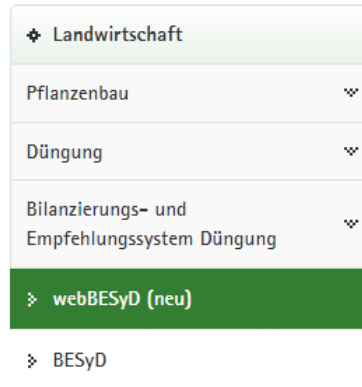 Landwirtschaft
Pflanzenbau
Düngung
Bilanzierungs- und
Empfehlungssystem Düngung
webBESyD (neu)
BESyD